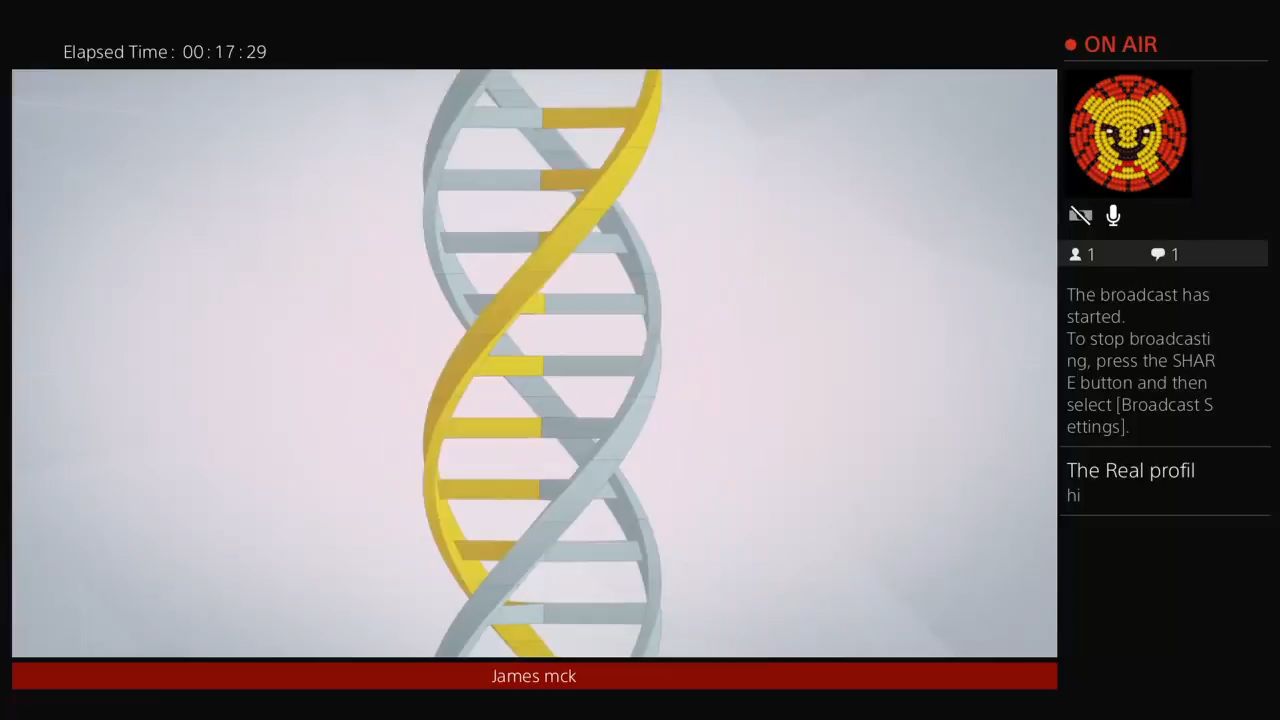 Elapsed Time: 00:17:29
ON AIR
1
1
The broadcast has
started.
To stop broadcasti
ng, press the SHAR
E button and then
select [Broadcast S
ettings].
The Real profil
hi
James mck